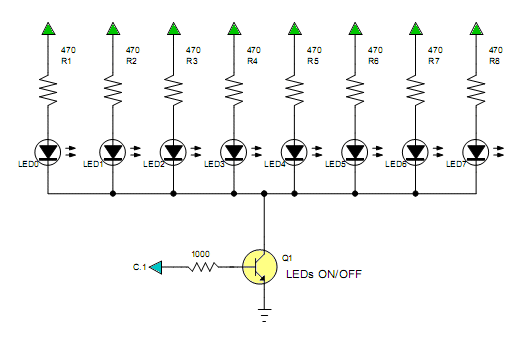 470 470 470 470 470 470 470 470
R1 R2 R3 R4 R5 R6 R7 R8
LED0 LED1 LED2 LED3 LED4 LED5 LED6 LED7
1000 Q1
C.1
LEDs ON/OFF